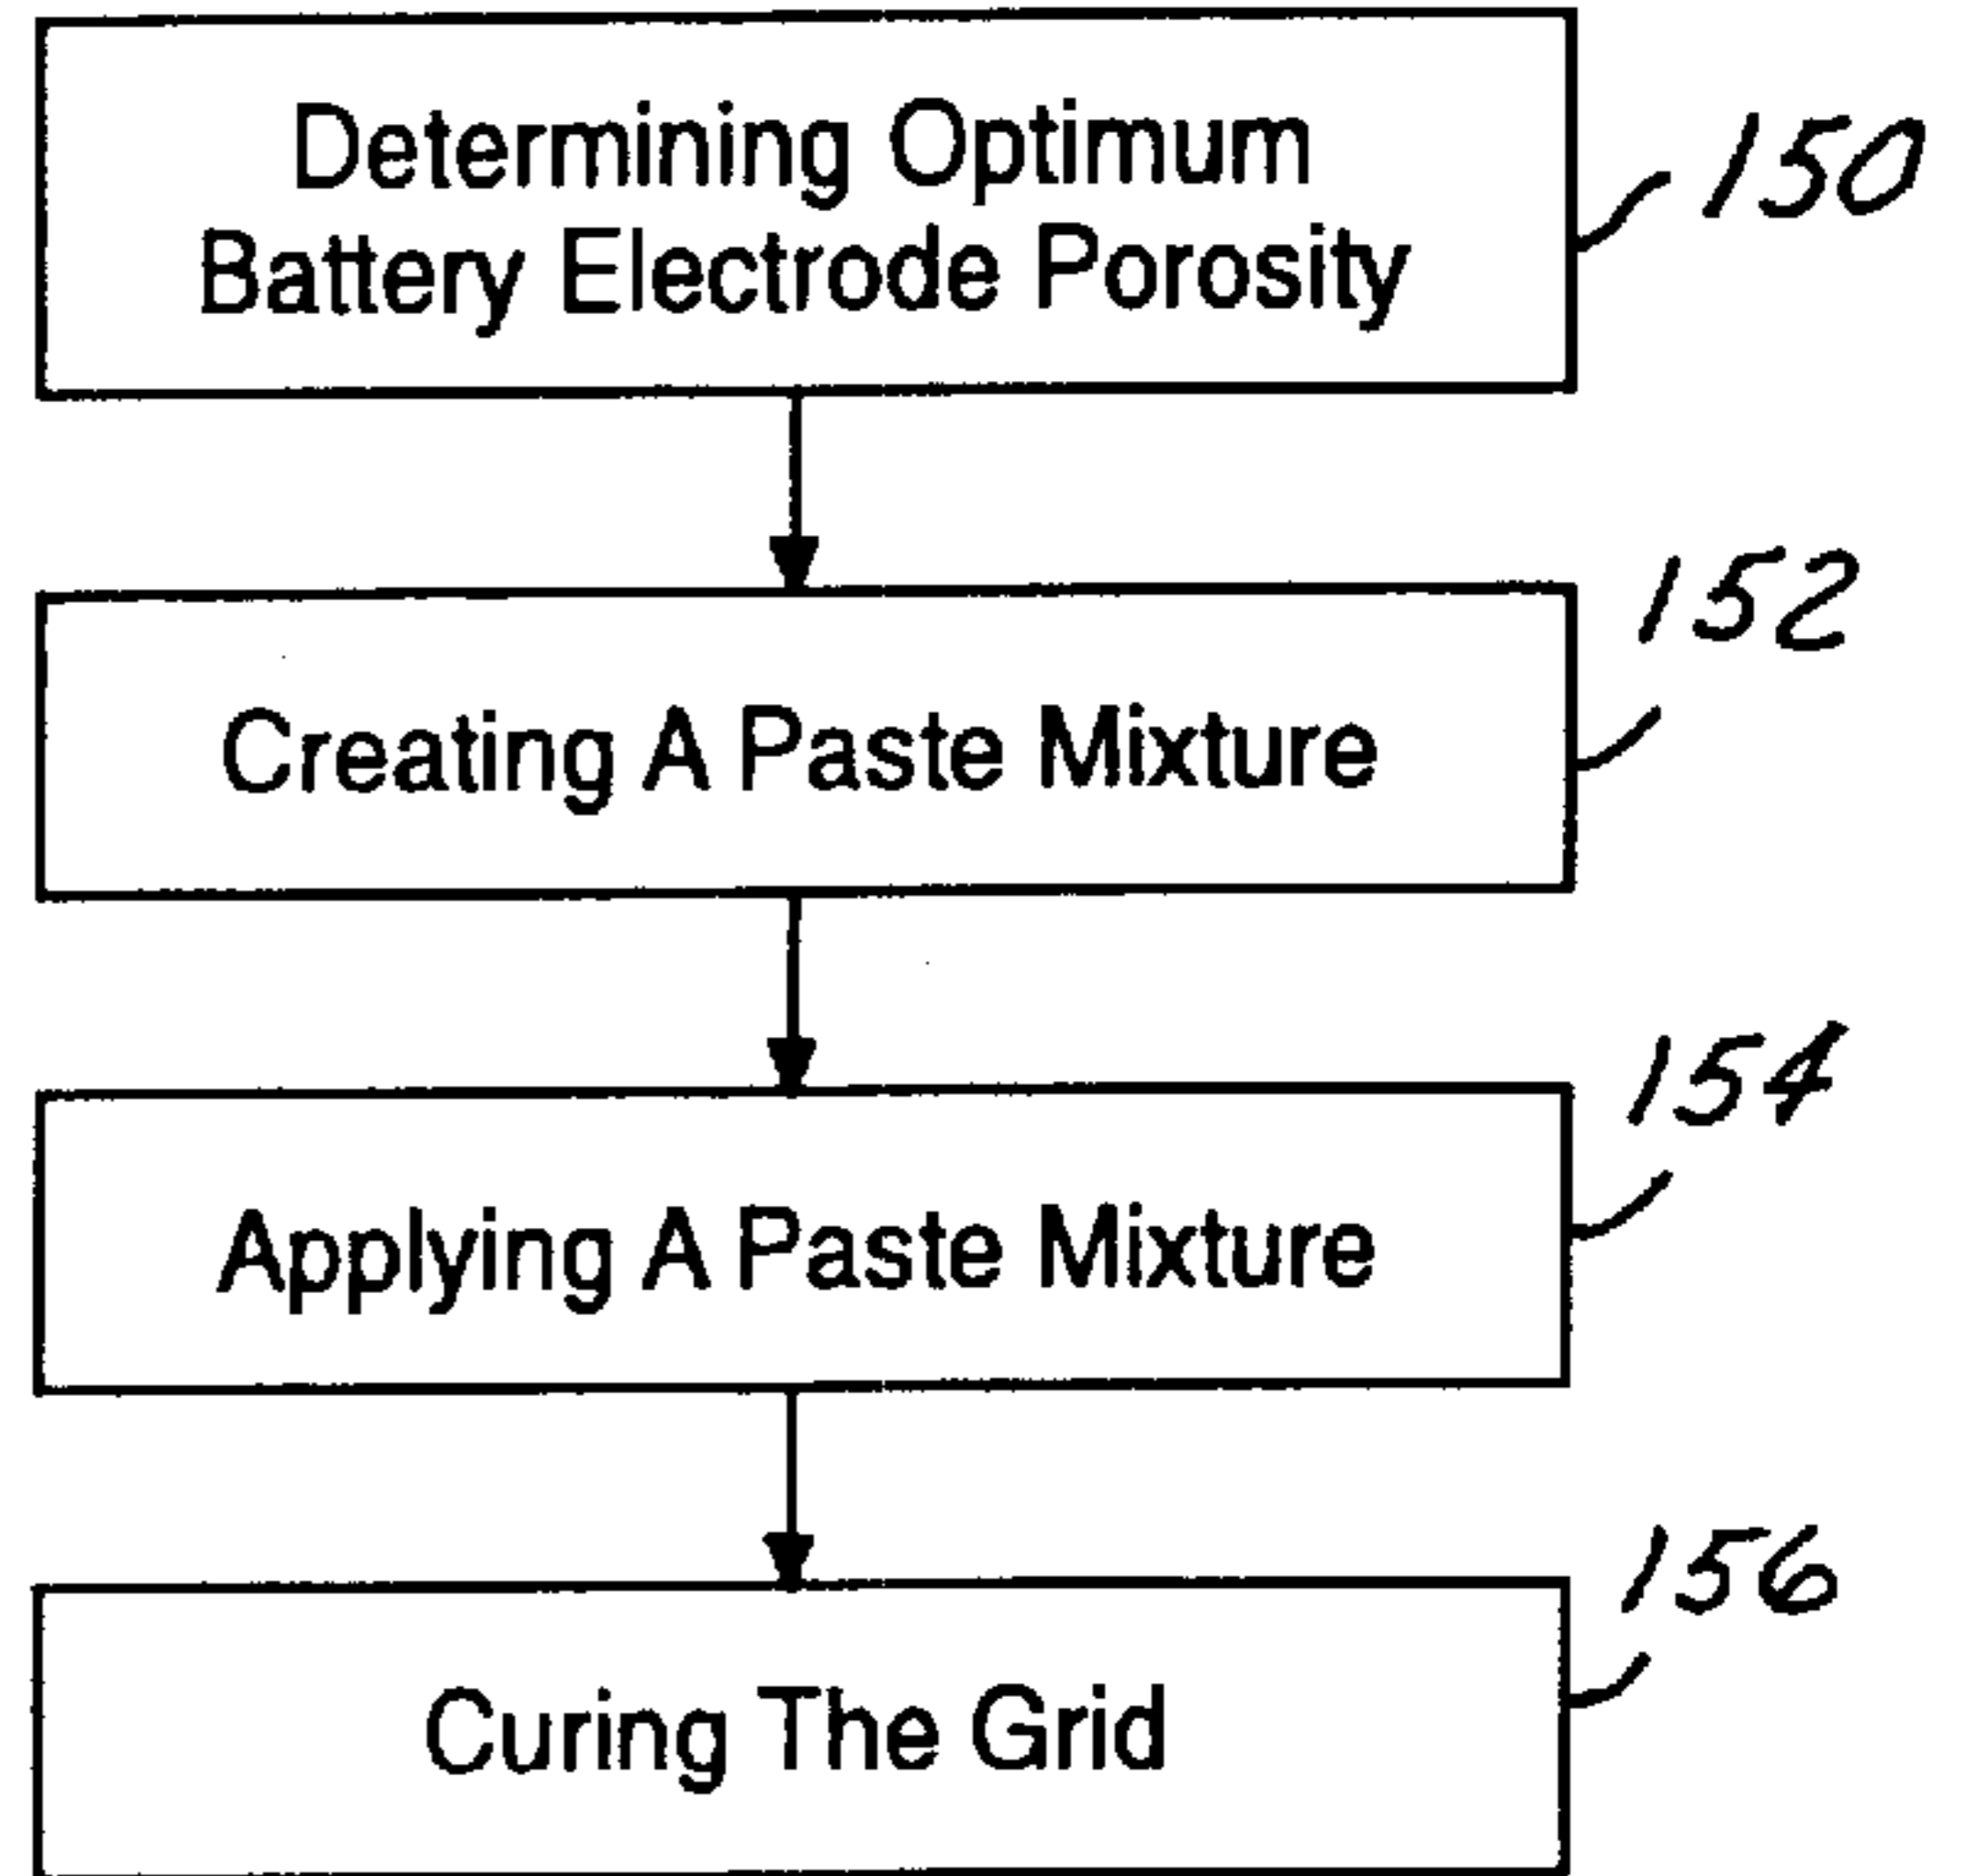 Determining Optimum
Battery Electrode Porosity
150
Creating A Paste Mixture
152
Applying A Paste Mixture
154
Curing The Grid
156